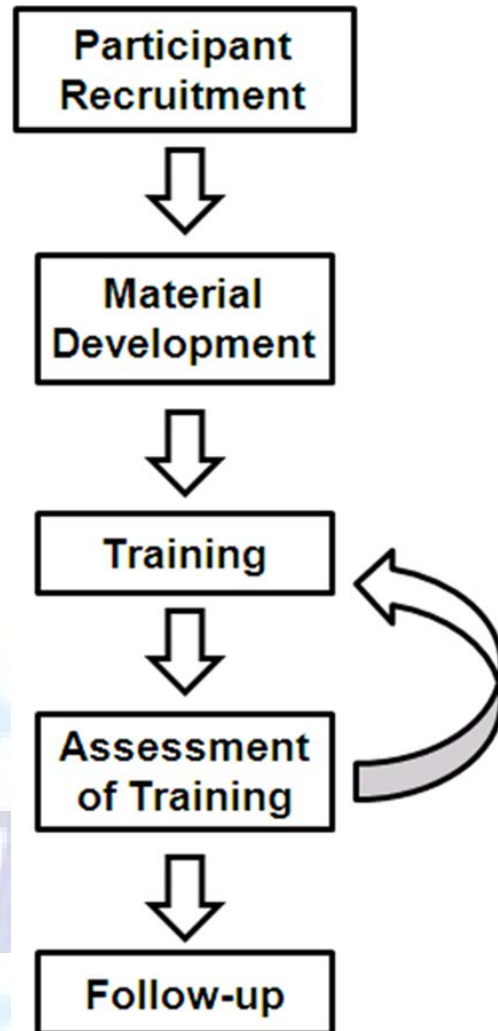 Participant
Recruitment
Material
Development
Training
Assessment
of Training
Follow-up